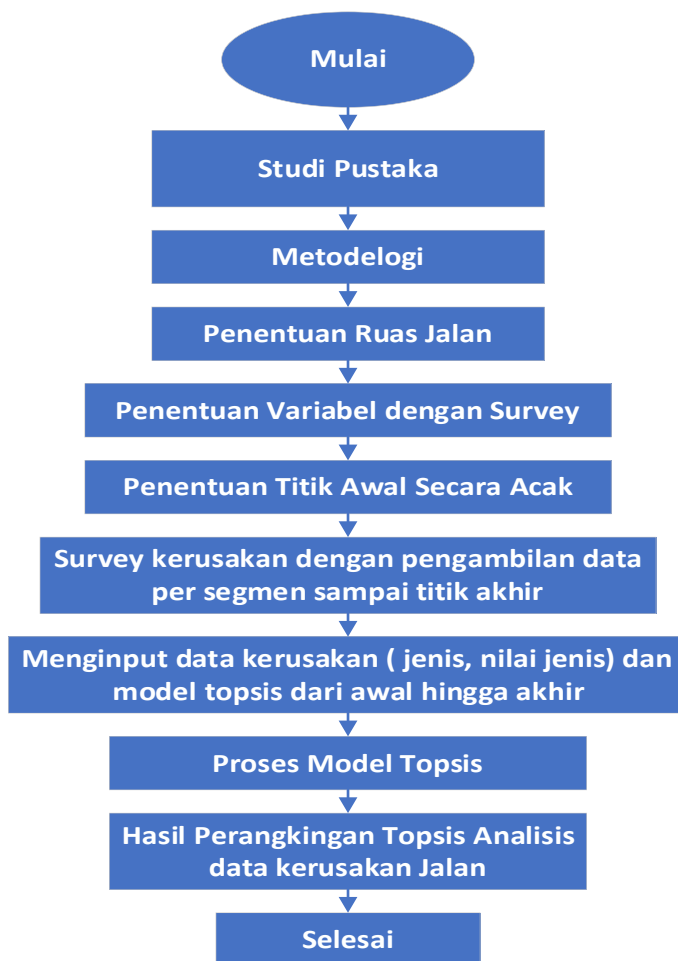 Mulai
Studi Pustaka
Metodelogi
Penentuan Ruas Jalan
Penentuan Variabel dengan Survey
Penentuan Titik Awal Secara Acak
Survey kerusakan dengan pengambilan data
per segmen sampai titik akhir
Menginput data kerusakan ( jenis, nilai jenis) dan
model topsis dari awal hingga akhir
Proses Model Topsis
Hasil Perangkingan Topsis Analisis
data kerusakan Jalan
Selesai